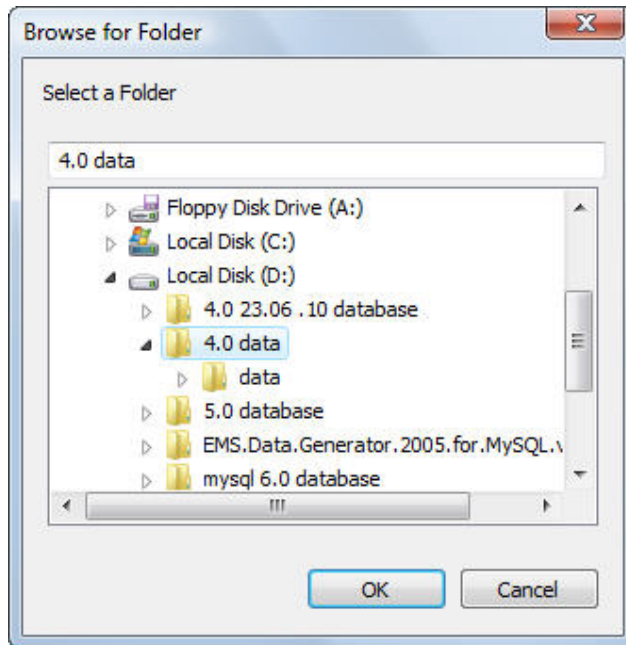 Browse for Folder
Select a Folder
4.0 data
Floppy Disk Drive (A:)
Local Disk (C:)
Local Disk (D:)
4.0 23.06 .10 database
4.0 data
data
5.0 database
EMS.Data.Generator.2005.for.MySQL.
mysql 6.0 database
OK Cancel